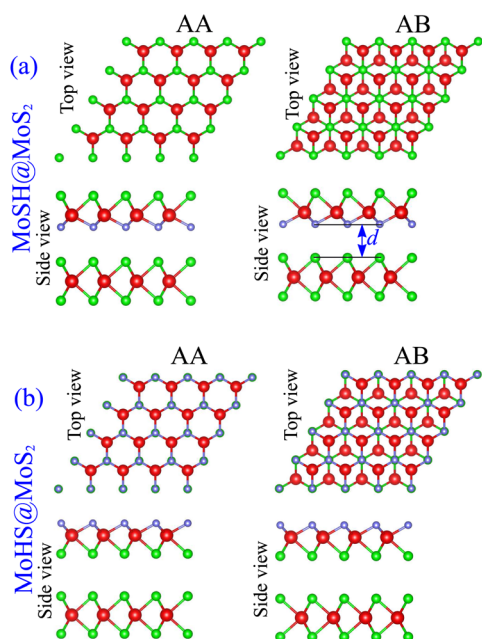 AA
AB
(a)
Top view
Top view
MoSH@MoS₂
Side view
Side view
d
AA
AB
(b)
Top view
Top view
MoHS@MoS₂
Side view
Side view